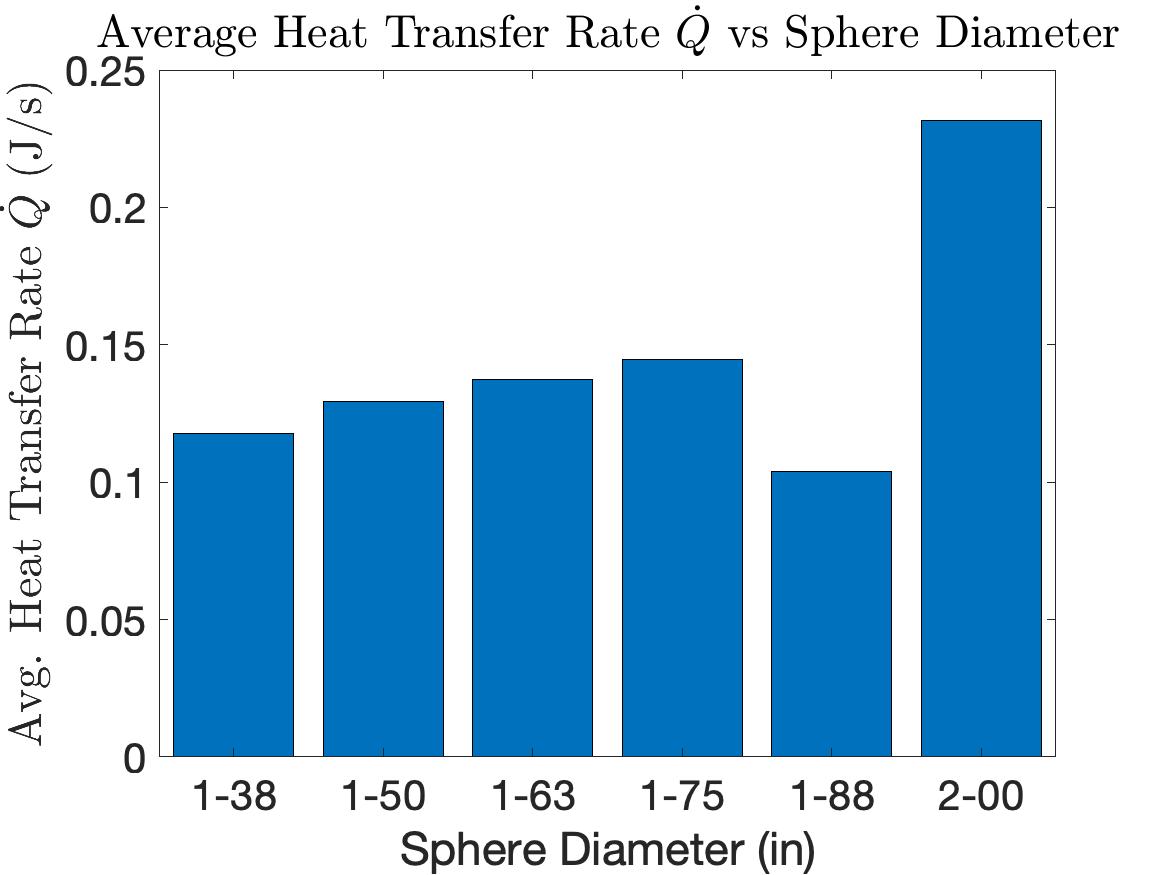 Average Heat Transfer Rate Q̇ vs Sphere Diameter
Avg. Heat Transfer Rate Q̇ (J/s)
0.25
0.2
0.15
0.1
0.05
0
1-38 1-50 1-63 1-75 1-88 2-00
Sphere Diameter (in)